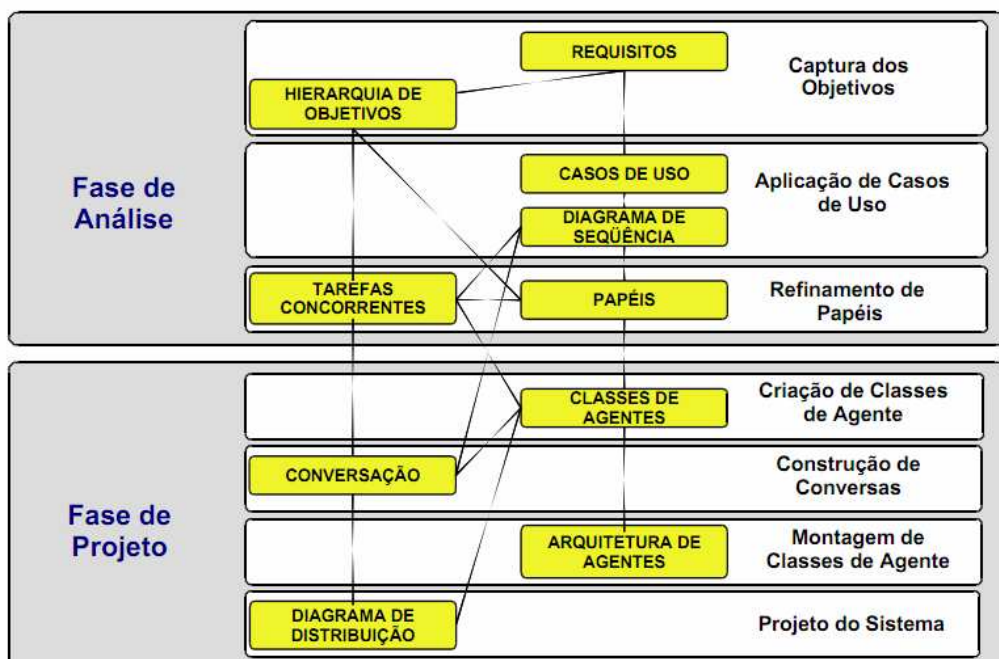 REQUISITOS
Captura dos
Objetivos
HIERARQUIA DE
OBJETIVOS
Fase de
Análise
CASOS DE USO
Aplicação de Casos
de Uso
DIAGRAMA DE
SEQÜÊNCIA
TAREFAS
CONCORRENTES
PAPÉIS
Refinamento de
Papéis
CLASSES DE
AGENTES
Criação de Classes
de Agente
CONVERSAÇÃO
Construção de
Conversas
Fase de
Projeto
ARQUITETURA DE
AGENTES
Montagem de
Classes de Agente
DIAGRAMA DE
DISTRIBUIÇÃO
Projeto do Sistema